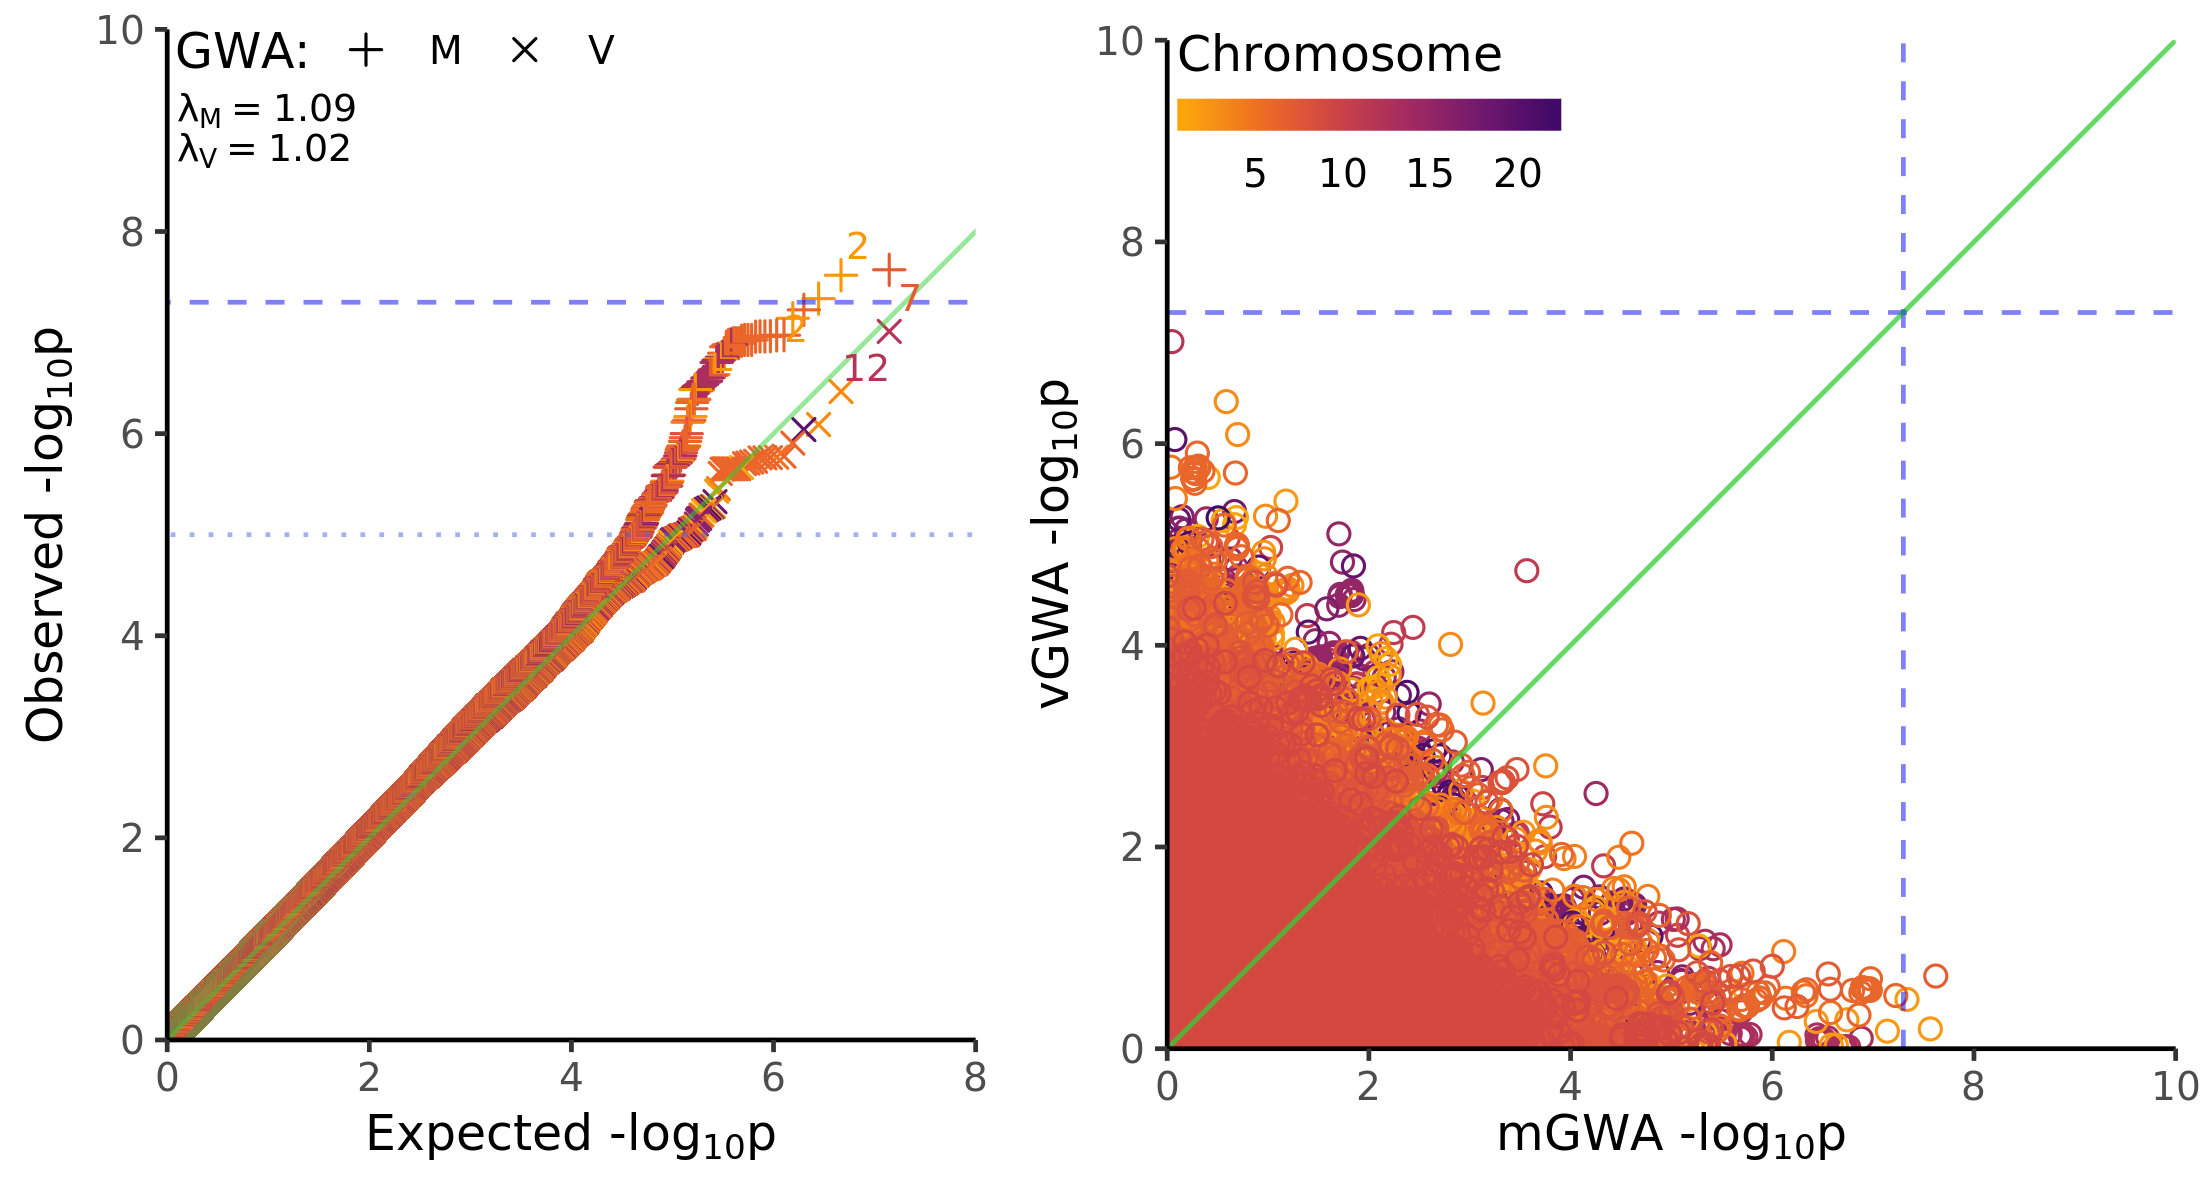 GWA: + M × V
λM = 1.09
λV = 1.02
10
8
6
4
2
0
0 2 4 6 8
2
7
2
12
Observed -log10p
Expected -log10p
Chromosome
5 10 15 20
10
8
6
4
2
0
0 2 4 6 8 10
vGWA -log10p
mGWA -log10p